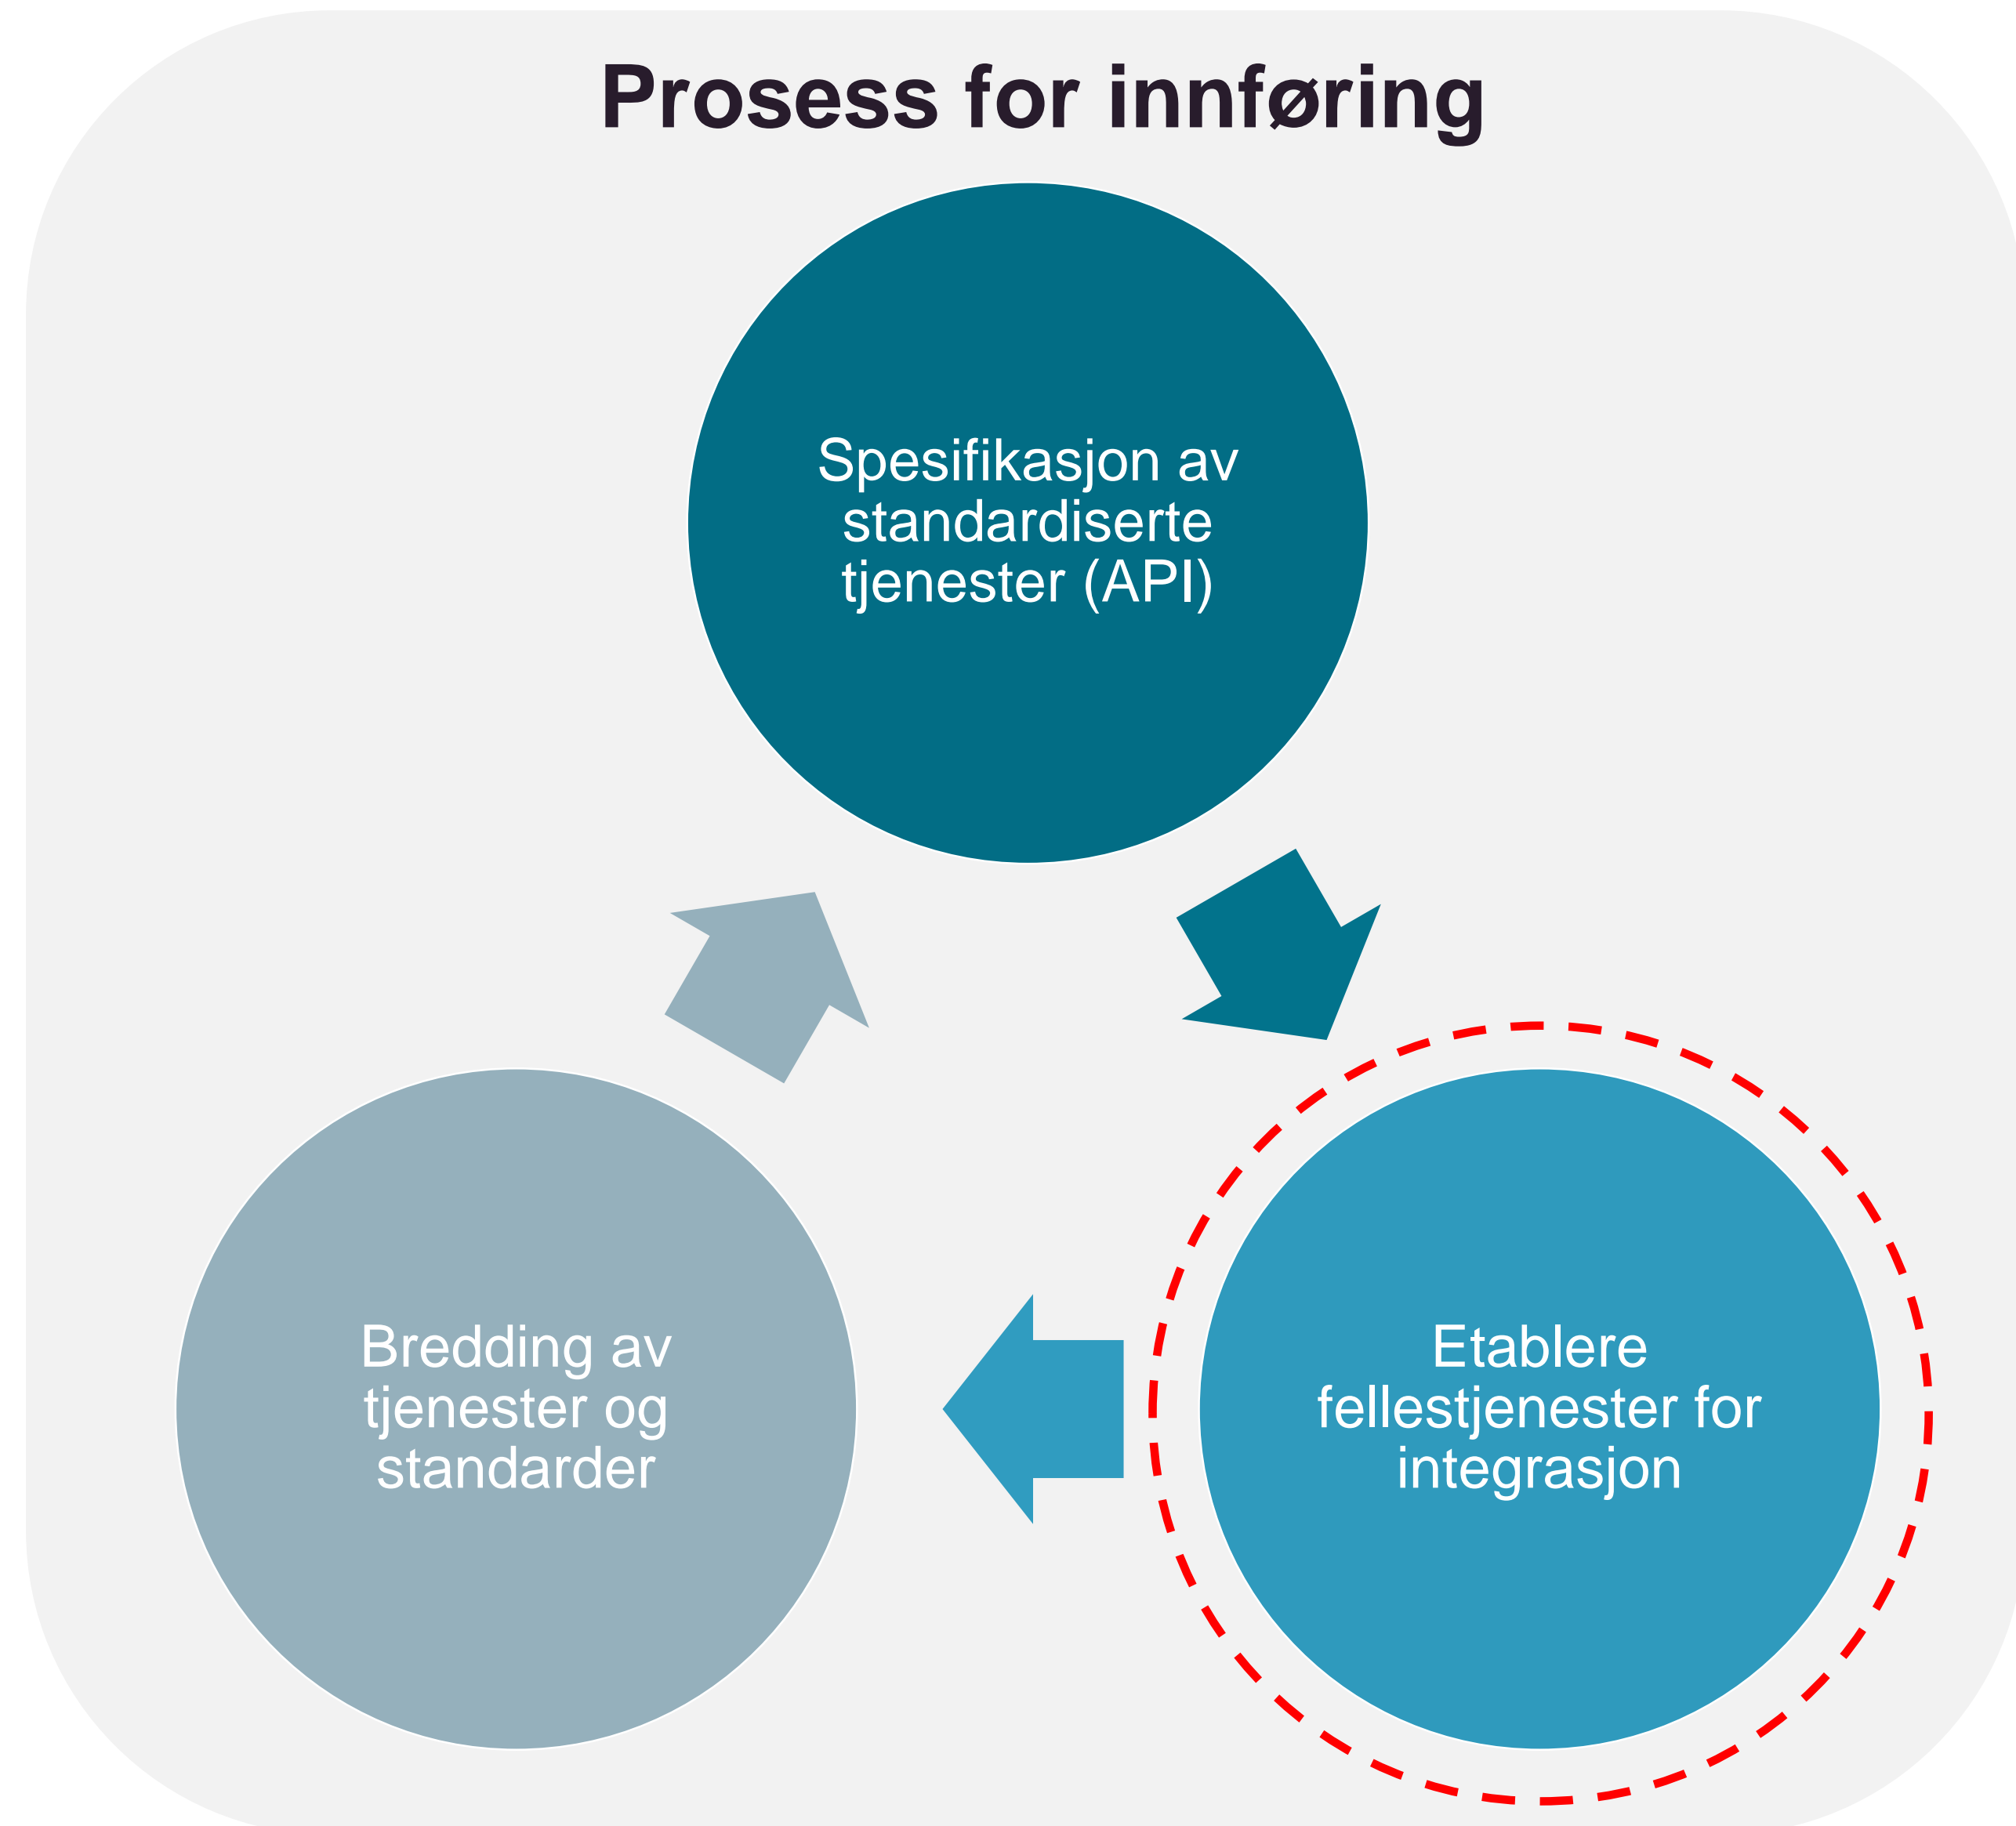 Prosess for innføring
Spesifikasjon av
standardiserte
tjenester (API)
Bredding av
tjenester og
standarder
Etablere
fellestjenester for
integrasjon